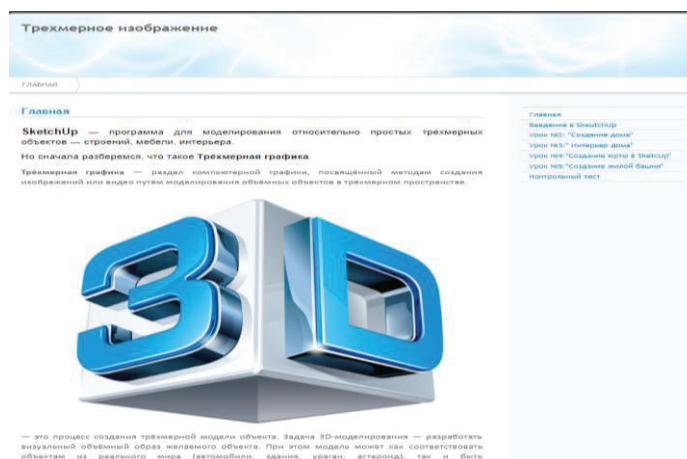 Трехмерное изображение
ГЛАВНАЯ
Главная
SketchUp — программа для моделирования относительно простых трёхмерных
объектов — строений, мебели, интерьера.
Но сначала разберемся, что такое Трёхмерная графика.
Трёхмерная графика — раздел компьютерной графики, посвящённый методам создания
изображений или видео путём моделирования объёмных объектов в трёхмерном пространстве.
3D
— это процесс создания трёхмерной модели объекта. Задача 3D-моделирования — разработать
визуальный объёмный образ желаемого объекта. При этом модель может как соответствовать
объектам из реального мира (автомобили, здания, ураган, астероид), так и быть
Главная
Введение в
Урок "Создание дома"
Урок №3:" Интерьер дома"
Урок №4:"Создание юрты в
Урок №5:"Создание жилой башни"
Контрольный тест